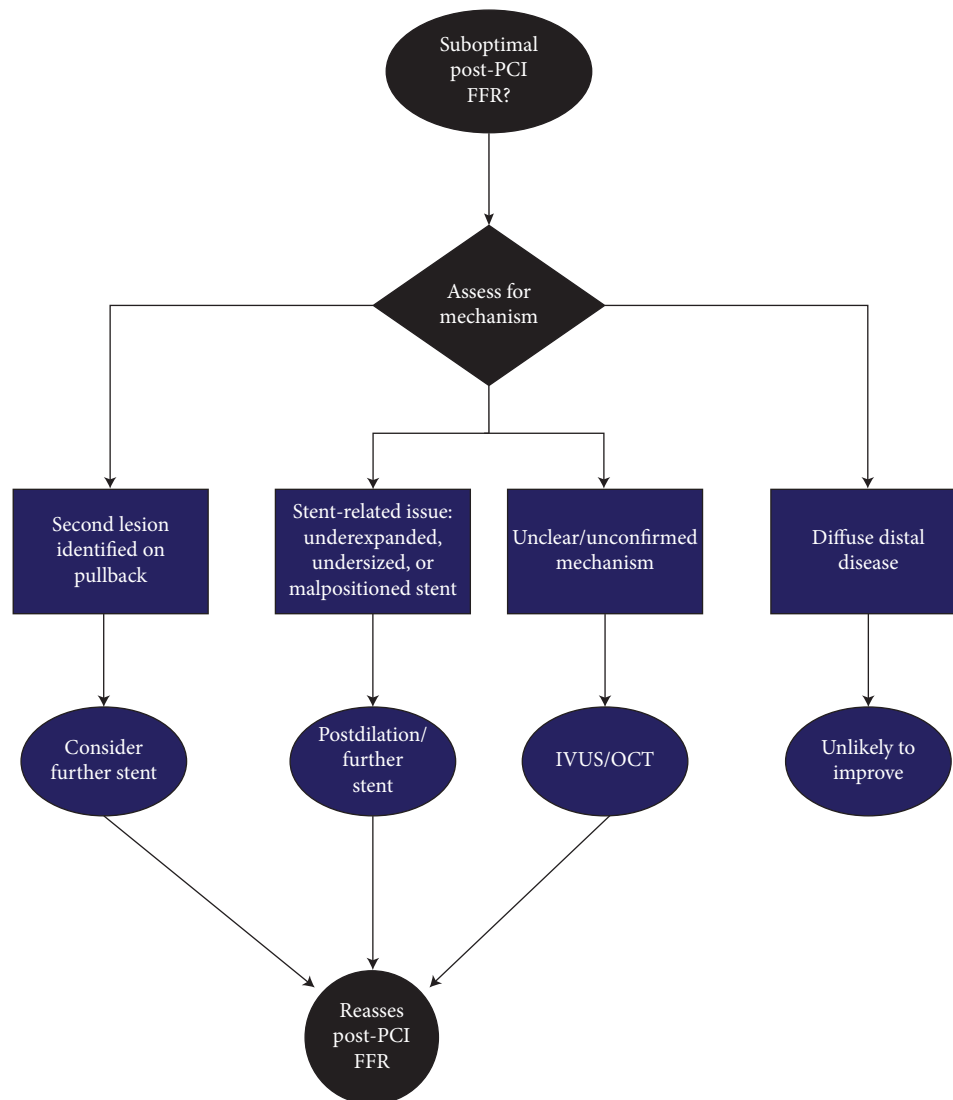 Suboptimal
post-PCI
FFR?
Assess for
mechanism
Second lesion
identified on
pullback
Stent-related issue:
underexpanded,
undersized, or
malpositioned stent
Unclear/unconfirmed
mechanism
Diffuse distal
disease
Consider
further stent
Postdilation/
further
stent
IVUS/OCT
Unlikely to
improve
Reasses
post-PCI
FFR